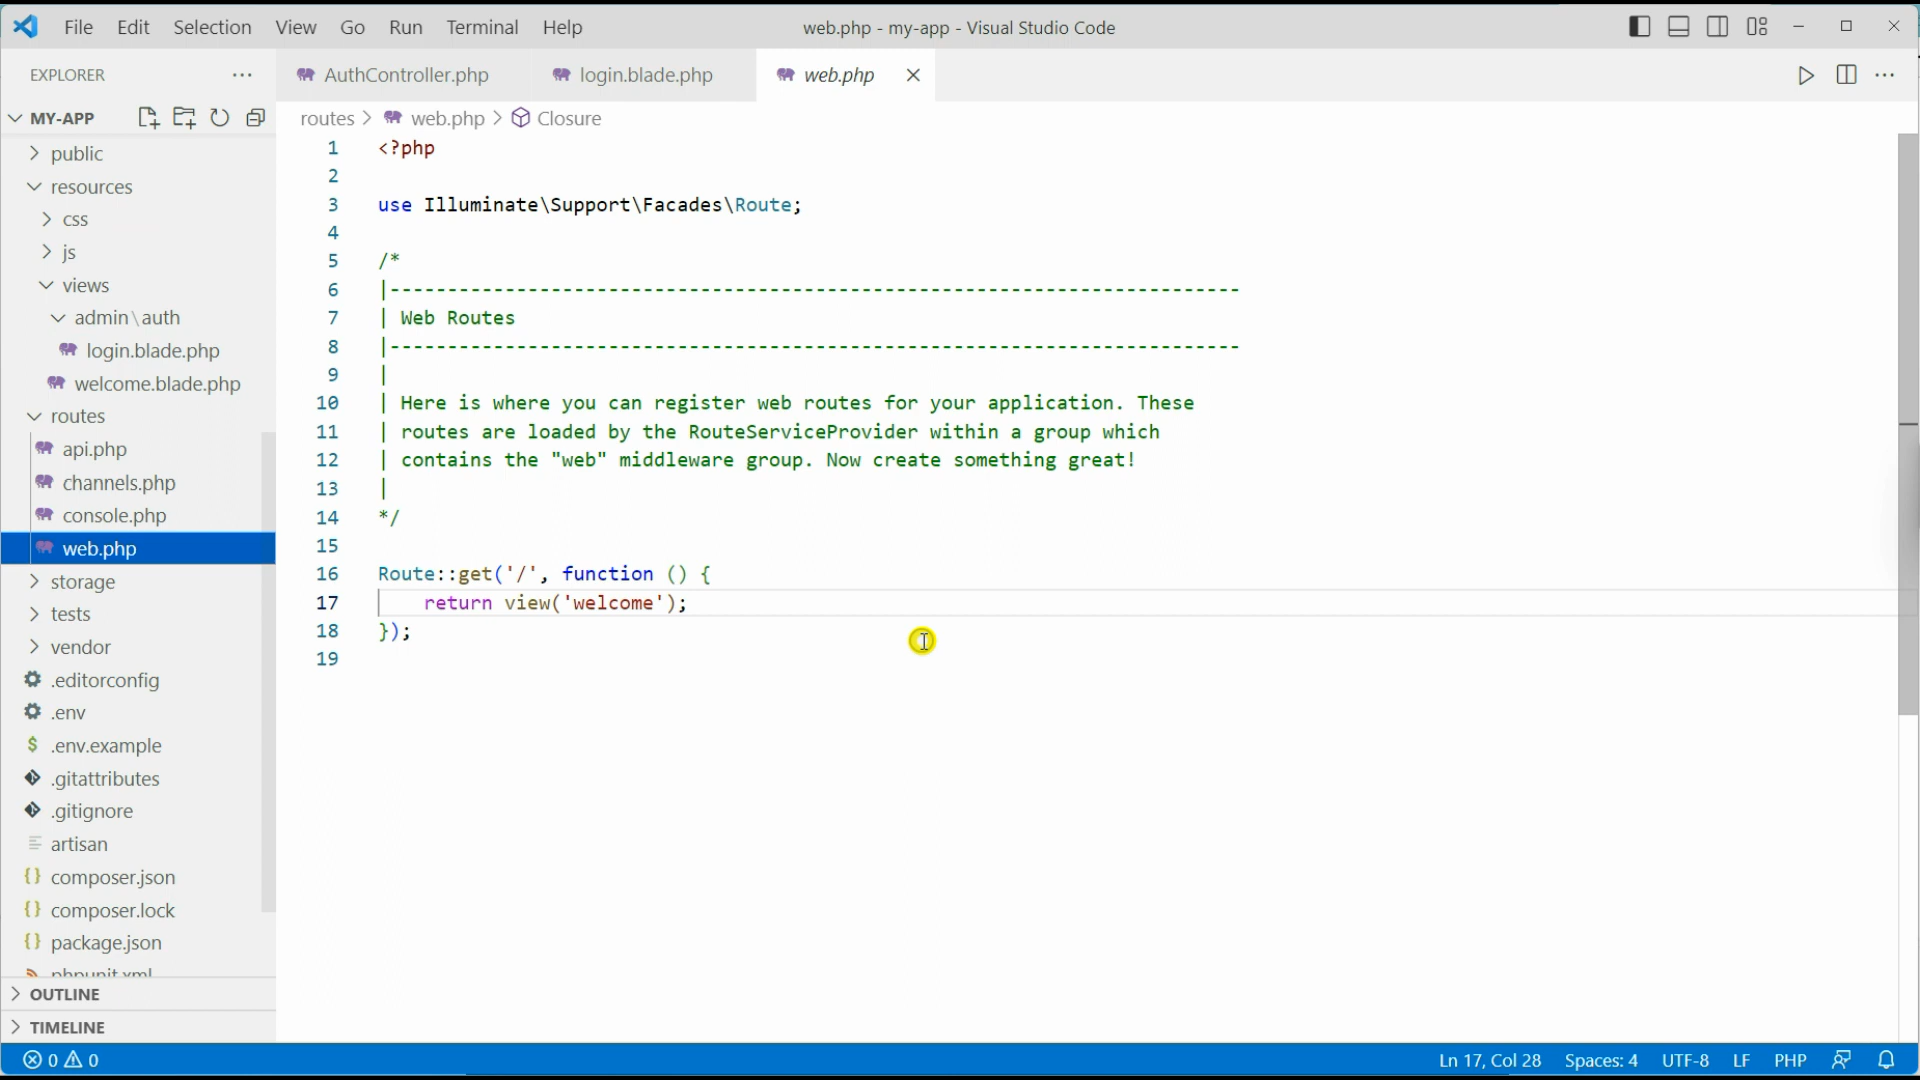 File Edit Selection View Go Run Terminal Help
web.php - my-app - Visual Studio Code
EXPLORER
AuthController.php
login.blade.php
web.php
MY-APP
routes > web.php > Closure
public
resources
css
js
views
admin\auth
login.blade.php
welcome.blade.php
routes
api.php
channels.php
console.php
web.php
storage
tests
vendor
.editorconfig
.env
$ .env.example
.gitattributes
.gitignore
artisan
{} composer.json
{} composer.lock
{} package.json
phpunit.xml
OUTLINE
TIMELINE
1 <?php
2
3 use Illuminate\Support\Facades\Route;
4
5 /*
6 |--------------------------------------------------------------------------
7 | Web Routes
8 |--------------------------------------------------------------------------
9 |
10 | Here is where you can register web routes for your application. These
11 | routes are loaded by the RouteServiceProvider within a group which
12 | contains the "web" middleware group. Now create something great!
13 |
14 */
15
16 Route::get('/', function () {
17     return view('welcome');
18 });
19
0 0
Ln 17, Col 28 Spaces: 4 UTF-8 LF PHP